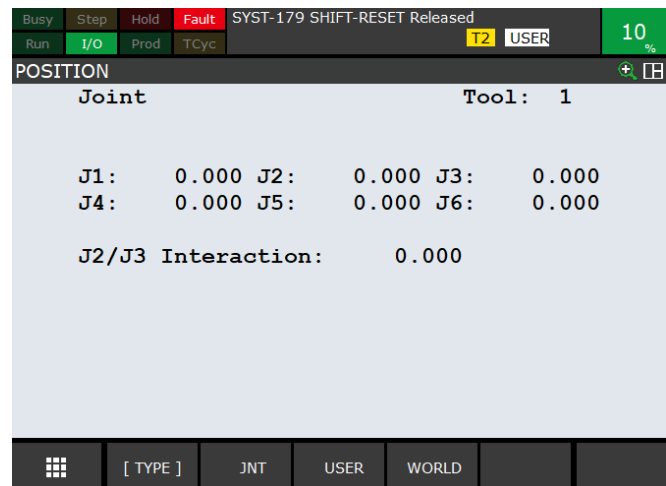 Busy Step Hold Fault SYST-179 SHIFT-RESET Released
Run I/O Prod TCyc T2 USER 10 %
POSITION
Joint Tool: 1
J1: 0.000 J2: 0.000 J3: 0.000
J4: 0.000 J5: 0.000 J6: 0.000
J2/J3 Interaction: 0.000
[ TYPE ] JNT USER WORLD